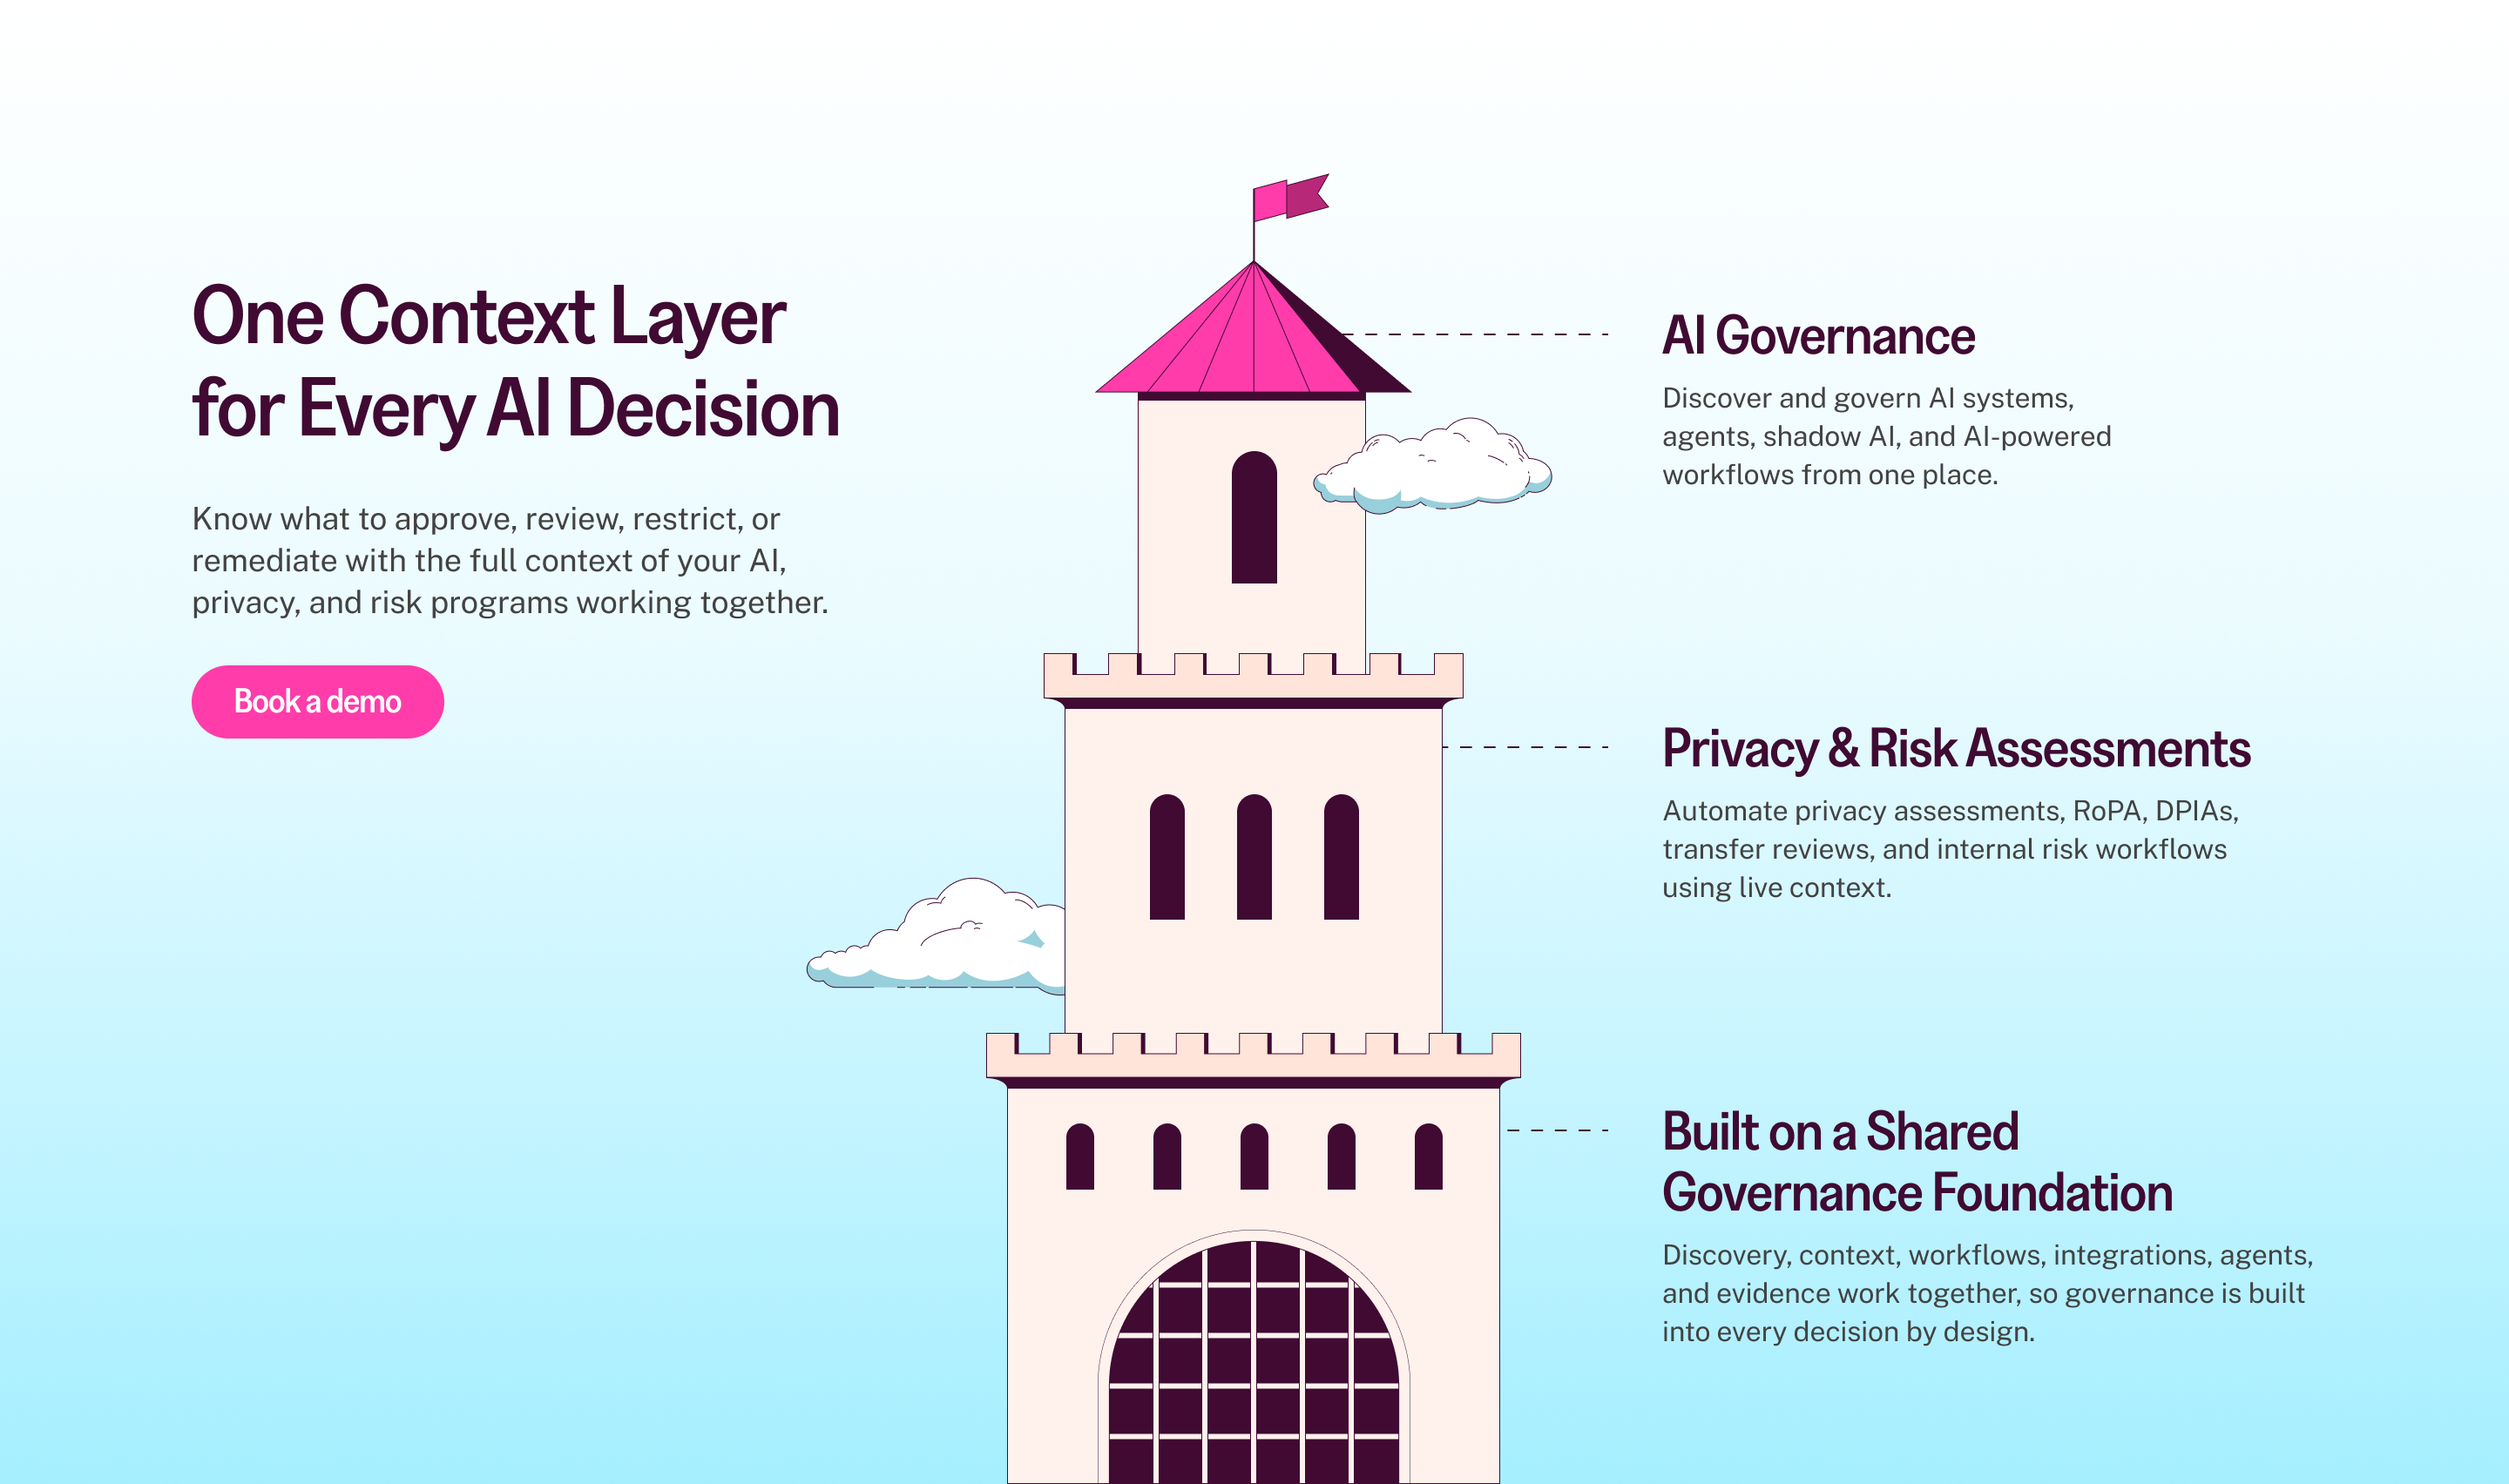 One Context Layer
for Every AI Decision
Know what to approve, review, restrict, or
remediate with the full context of your AI,
privacy, and risk programs working together.
Book a demo
AI Governance
Discover and govern AI systems,
agents, shadow AI, and AI-powered
workflows from one place.
Privacy & Risk Assessments
Automate privacy assessments, RoPA, DPIAs,
transfer reviews, and internal risk workflows
using live context.
Built on a Shared
Governance Foundation
Discovery, context, workflows, integrations, agents,
and evidence work together, so governance is built
into every decision by design.